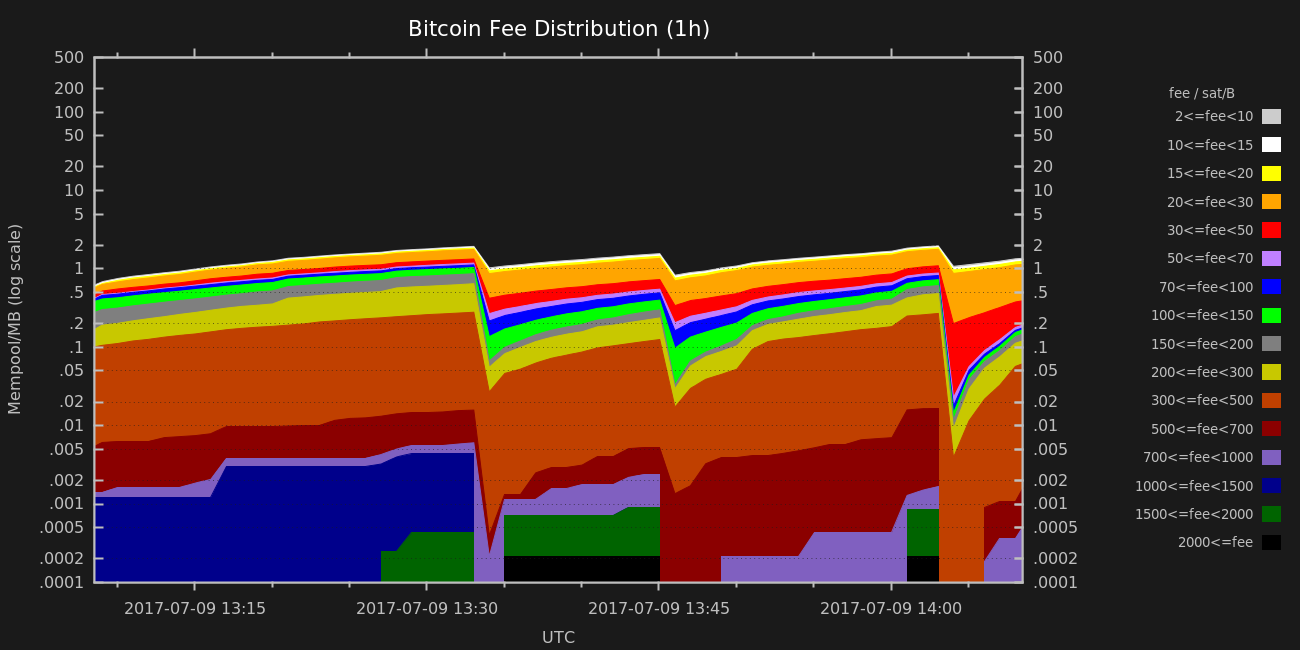 Bitcoin Fee Distribution (1h)
500 500
200 200
100 100
50 50
20 20
10 10
5 5
2 2
1 1
.5 .5
.2 .2
.1 .1
.05 .05
.02 .02
.01 .01
.005 .005
.002 .002
.001 .001
.0005 .0005
.0002 .0002
.0001 .0001
Mempool/MB (log scale)
2017-07-09 13:15 2017-07-09 13:30 2017-07-09 13:45 2017-07-09 14:00
UTC
fee / sat/B
2<=fee<10
10<=fee<15
15<=fee<20
20<=fee<30
30<=fee<50
50<=fee<70
70<=fee<100
100<=fee<150
150<=fee<200
200<=fee<300
300<=fee<500
500<=fee<700
700<=fee<1000
1000<=fee<1500
1500<=fee<2000
2000<=fee